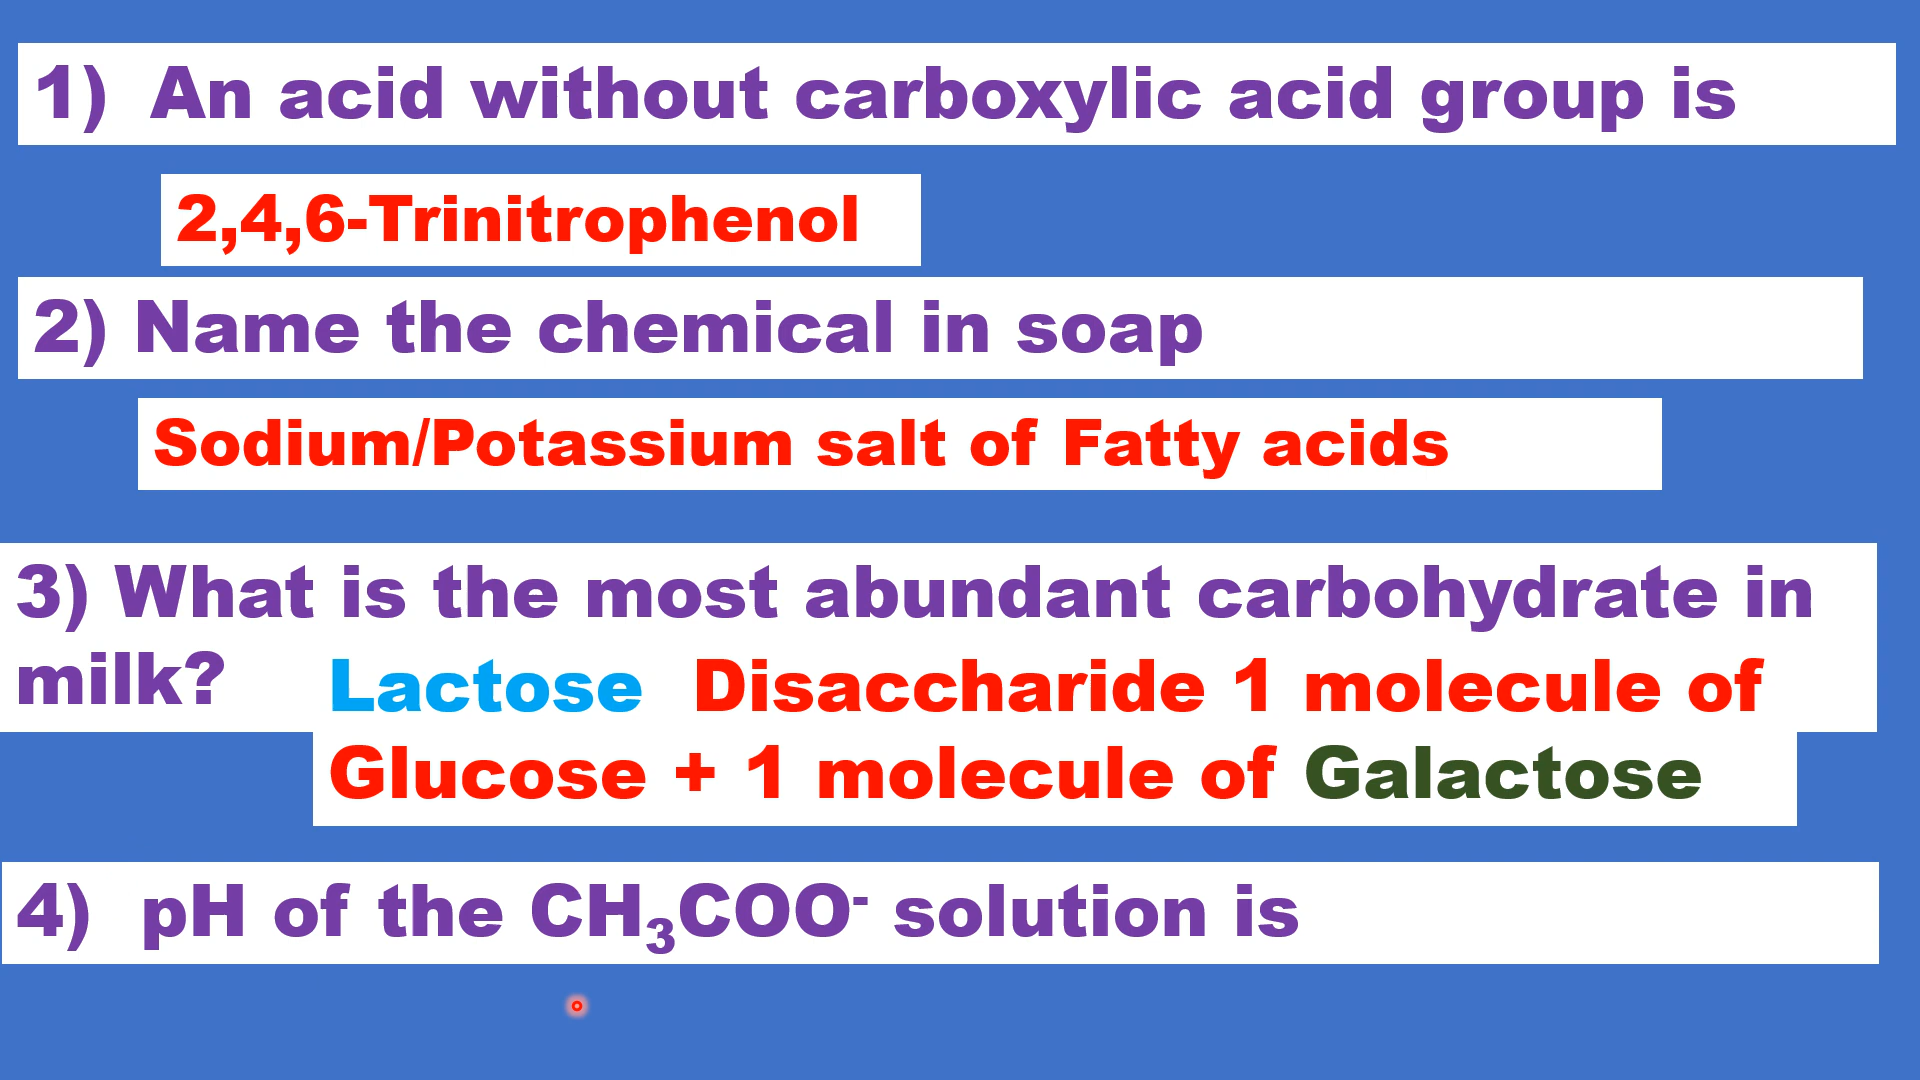 1) An acid without carboxylic acid group is
2,4,6-Trinitrophenol
2) Name the chemical in soap
Sodium/Potassium salt of Fatty acids
3) What is the most abundant carbohydrate in
milk? Lactose Disaccharide 1 molecule of
Glucose + 1 molecule of Galactose
4) pH of the CH₃COO⁻ solution is